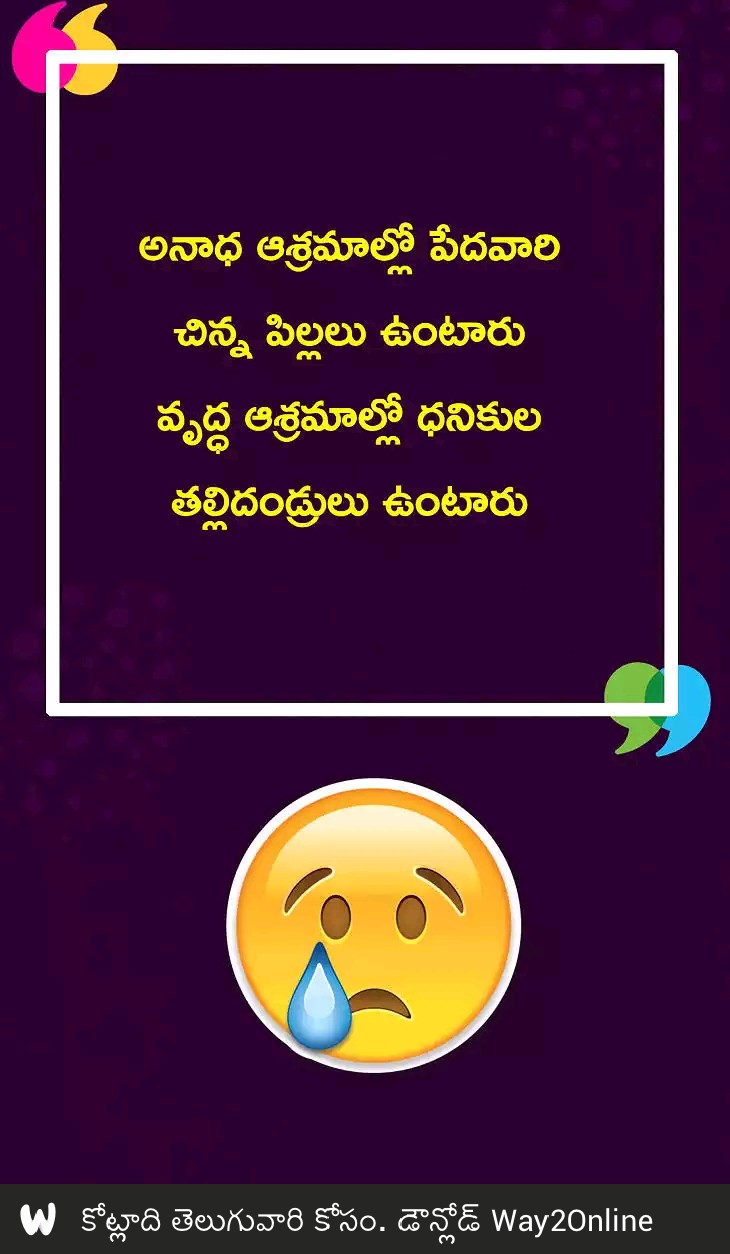 అనాధ ఆశ్రమాల్లో పేదవారి
చిన్న పిల్లలు ఉంటారు
వృద్ధ ఆశ్రమాల్లో ధనికుల
తల్లిదండ్రులు ఉంటారు
W కోట్లాది తెలుగువారి కోసం. డౌన్లోడ్ Way2Online